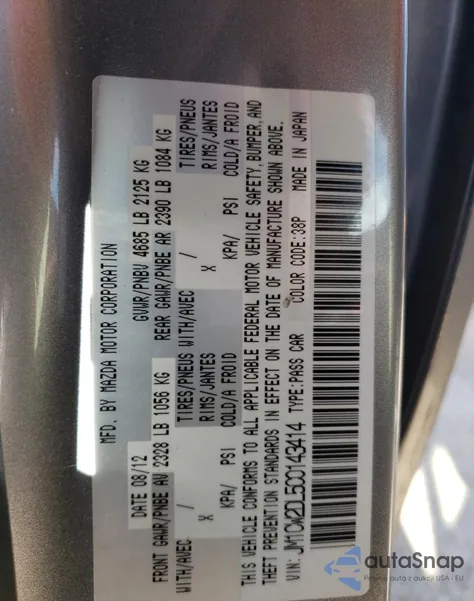 MFD. BY MAZDA MOTOR CORPORATION
DATE 08/12 GVWR/PNBV 4685 LB 2125 KG
FRONT GAWR/PNBE AV 2328 LB 1056 KG REAR GAWR/PNBE AR 2390 LB 1084 KG
WITH/AVEC / TIRES/PNEUS WITH/AVEC / TIRES/PNEUS
X RIMS/JANTES X RIMS/JANTES
KPA/ PSI COLD/A FROID KPA/ PSI COLD/A FROID
THIS VEHICLE CONFORMS TO ALL APPLICABLE FEDERAL MOTOR VEHICLE SAFETY, BUMPER, AND
THEFT PREVENTION STANDARDS IN EFFECT ON THE DATE OF MANUFACTURE SHOWN ABOVE.
VIN: JM1CW2DL5C0143414 TYPE:PASS CAR COLOR CODE:38P MADE IN JAPAN
autoSnap
EU